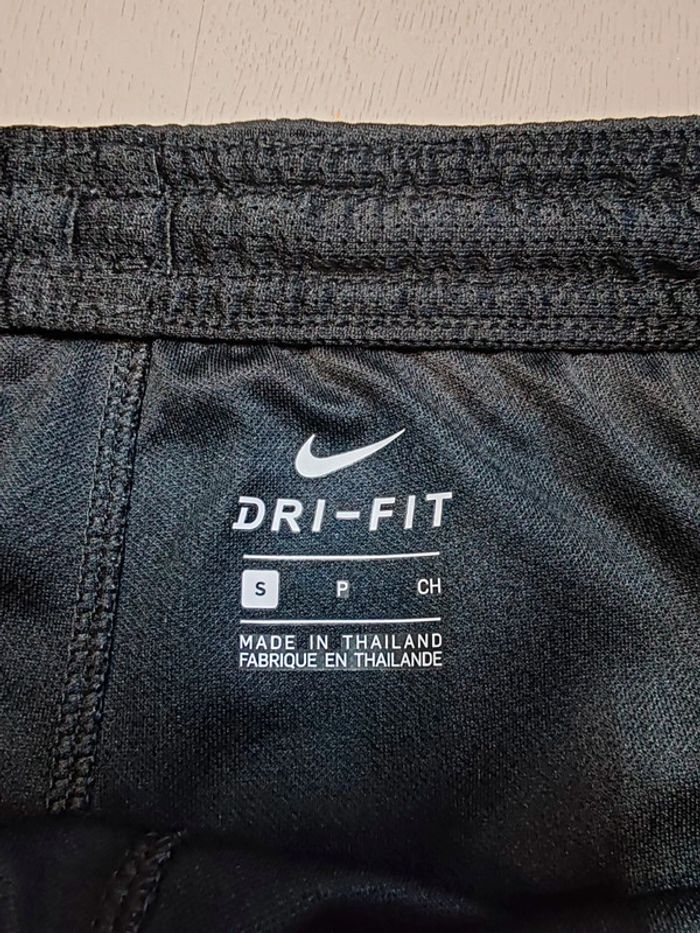 DRI-FIT
S P CH
MADE IN THAILAND
FABRIQUE EN THAILANDE